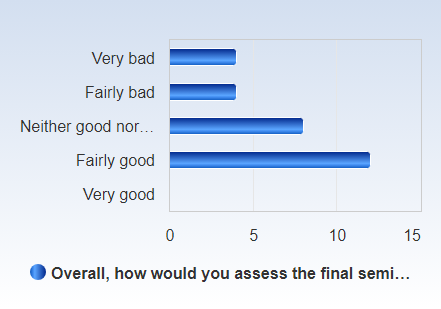 Very bad
Fairly bad
Neither good nor…
Fairly good
Very good
0 5 10 15
Overall, how would you assess the final semi…